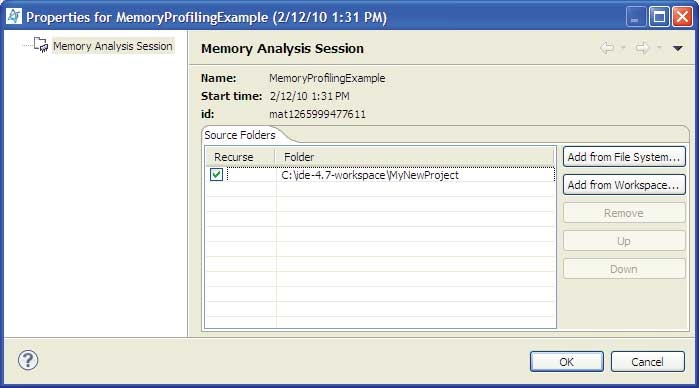 Properties for MemoryProfilingExample (2/12/10 1:31 PM)
Memory Analysis Session
Memory Analysis Session
Name: MemoryProfilingExample
Start time: 2/12/10 1:31 PM
id: mat1265999477611
Source Folders
Recurse Folder
C:\ide-4.7-workspace\MyNewProject
Add from File System...
Add from Workspace...
Remove
Up
Down
?
OK Cancel